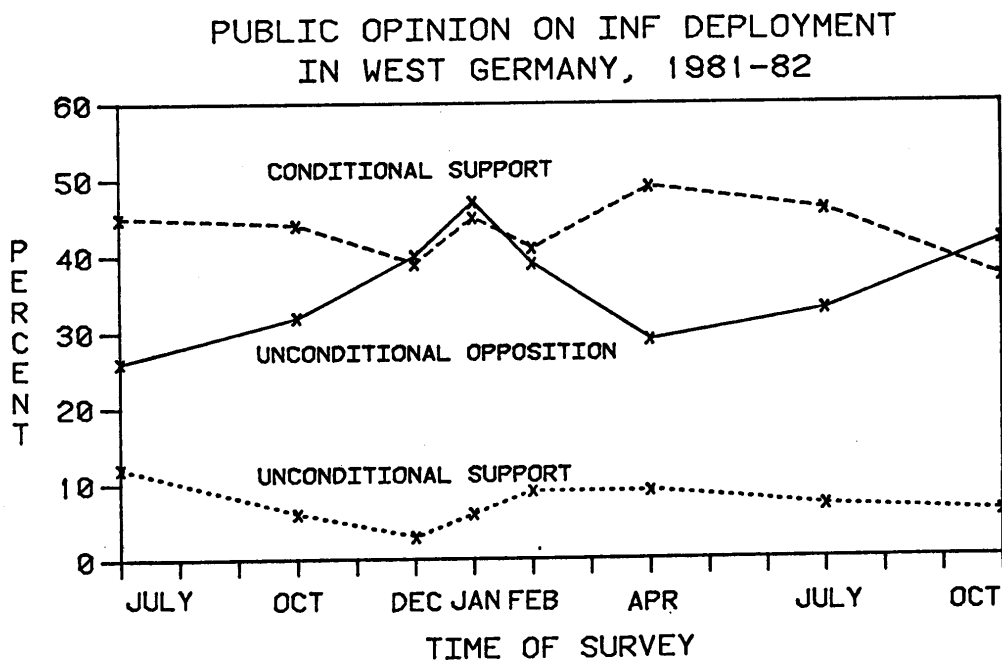 PUBLIC OPINION ON INF DEPLOYMENT
IN WEST GERMANY, 1981-82
60
CONDITIONAL SUPPORT
50
PERCENT
40
30
UNCONDITIONAL OPPOSITION
20
UNCONDITIONAL SUPPORT
10
0
JULY OCT DEC JAN FEB APR JULY OCT
TIME OF SURVEY